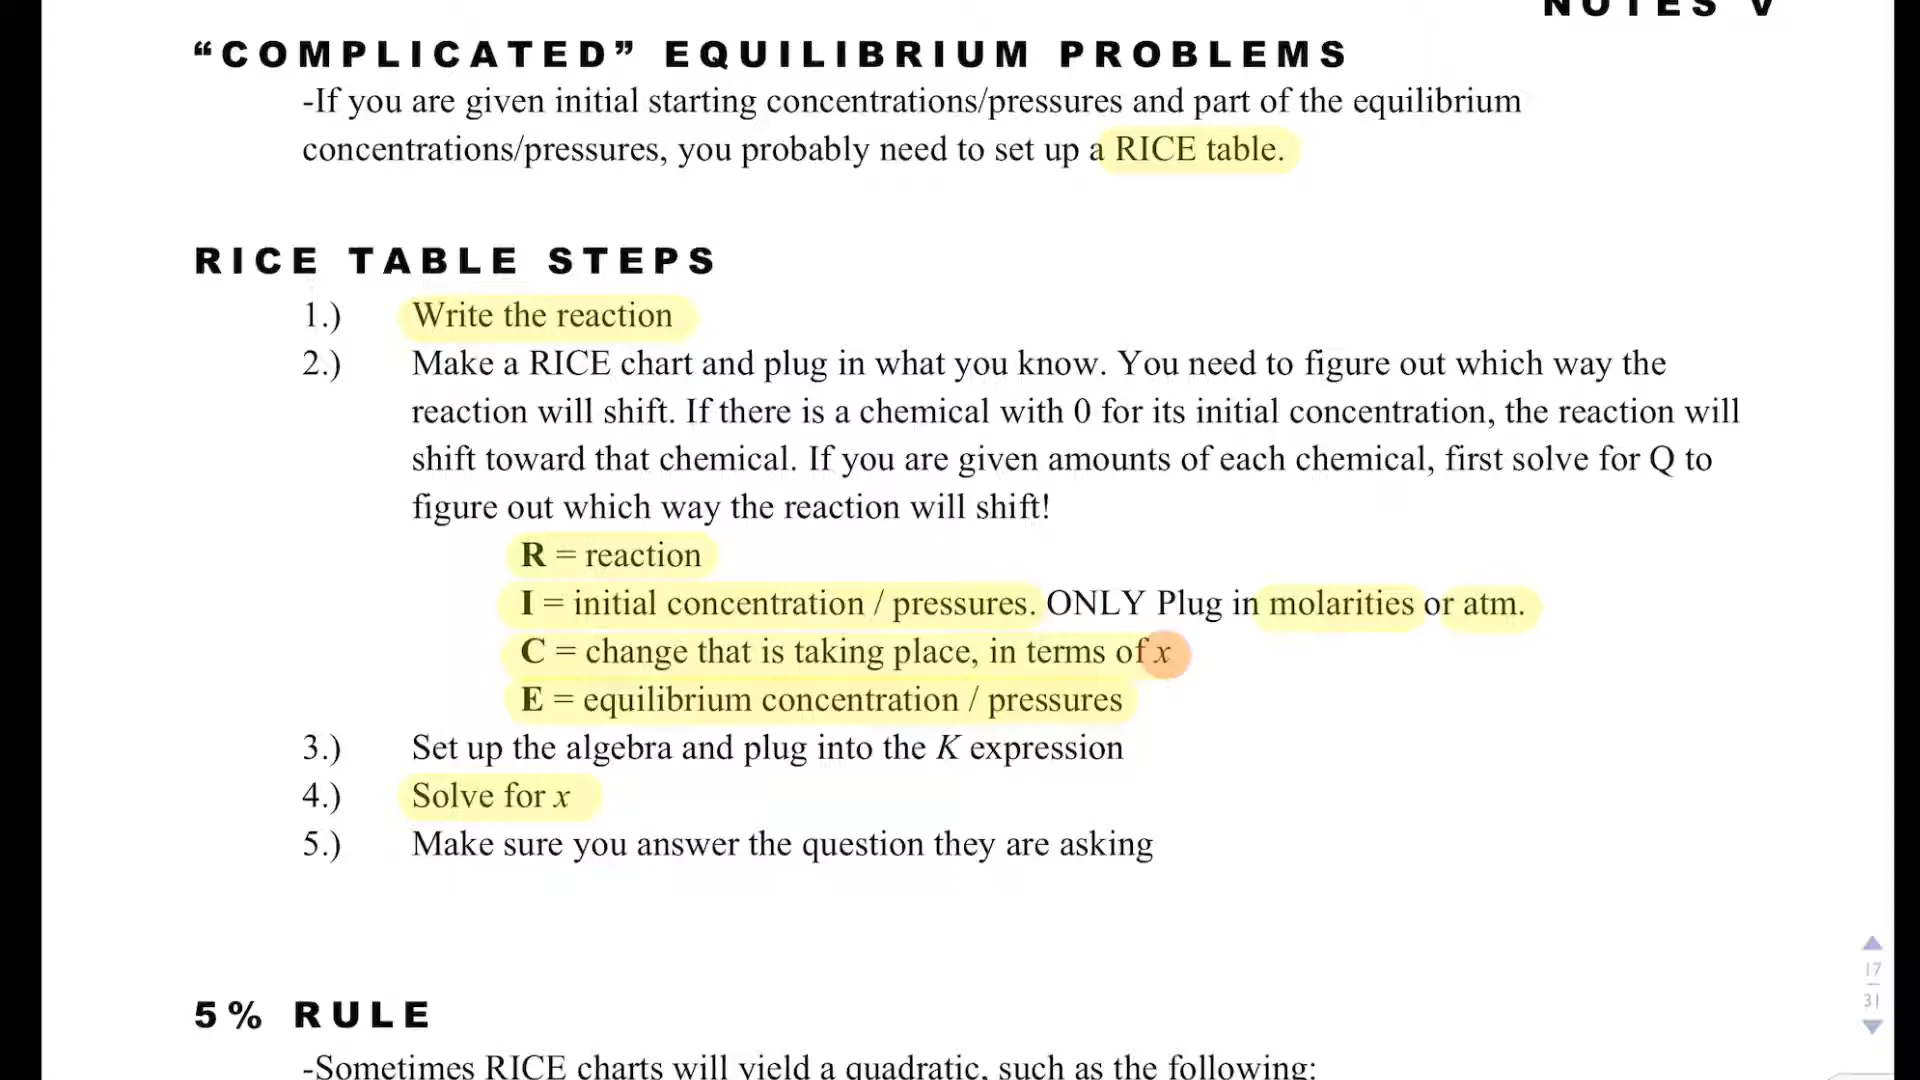 NOTES V
“COMPLICATED” EQUILIBRIUM PROBLEMS
-If you are given initial starting concentrations/pressures and part of the equilibrium
concentrations/pressures, you probably need to set up a RICE table.
RICE TABLE STEPS
1.) Write the reaction
2.) Make a RICE chart and plug in what you know. You need to figure out which way the
reaction will shift. If there is a chemical with 0 for its initial concentration, the reaction will
shift toward that chemical. If you are given amounts of each chemical, first solve for Q to
figure out which way the reaction will shift!
R = reaction
I = initial concentration / pressures. ONLY Plug in molarities or atm.
C = change that is taking place, in terms of x
E = equilibrium concentration / pressures
3.) Set up the algebra and plug into the K expression
4.) Solve for x
5.) Make sure you answer the question they are asking
17
31
5% RULE
-Sometimes RICE charts will yield a quadratic, such as the following: